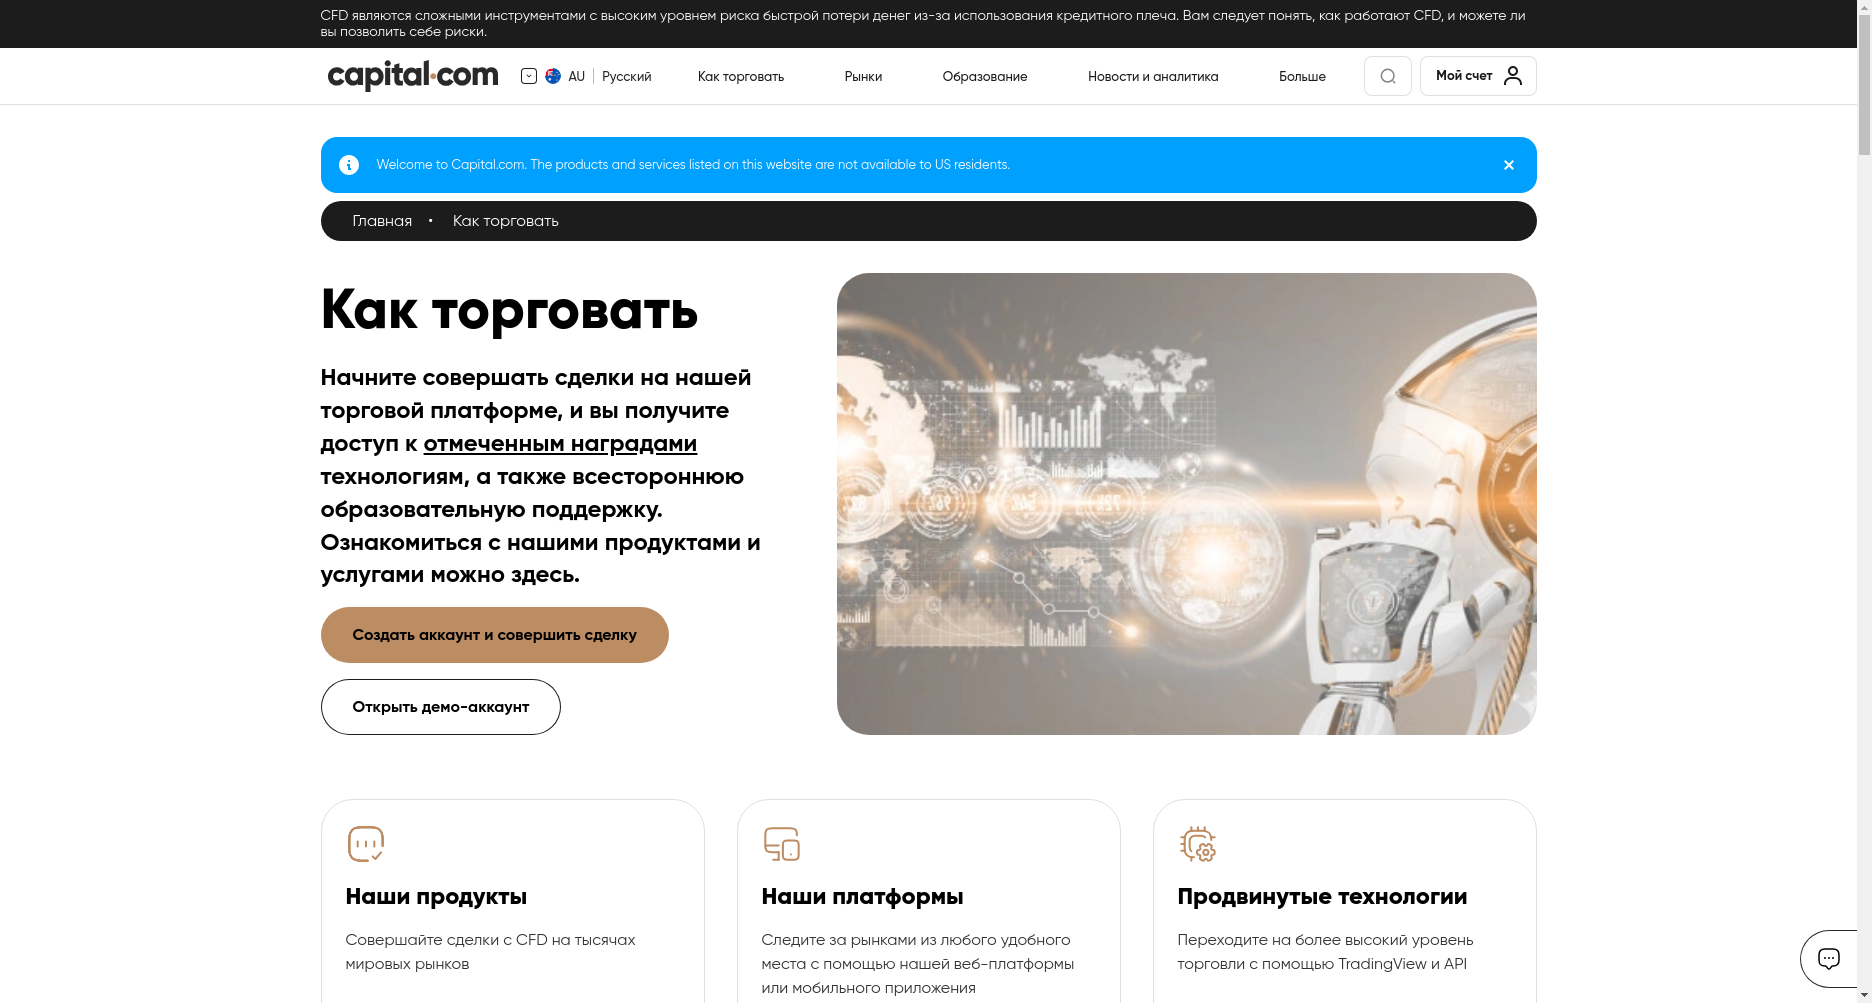 CFD являются сложными инструментами с высоким уровнем риска быстрой потери денег из-за использования кредитного плеча. Вам следует понять, как работают CFD, и можете ли
вы позволить себе риски.
capital.com
AU
Русский
Как торговать
Рынки
Образование
Новости и аналитика
Больше
Мой счет
Welcome to Capital.com. The products and services listed on this website are not available to US residents.
Главная • Как торговать
Как торговать
Начните совершать сделки на нашей
торговой платформе, и вы получите
доступ к отмеченным наградами
технологиям, а также всестороннюю
образовательную поддержку.
Ознакомиться с нашими продуктами и
услугами можно здесь.
Создать аккаунт и совершить сделку
Открыть демо-аккаунт
Наши продукты
Совершайте сделки с CFD на тысячах
мировых рынков
Наши платформы
Следите за рынками из любого удобного
места с помощью нашей веб-платформы
или мобильного приложения
Продвинутые технологии
Переходите на более высокий уровень
торговли с помощью TradingView и API